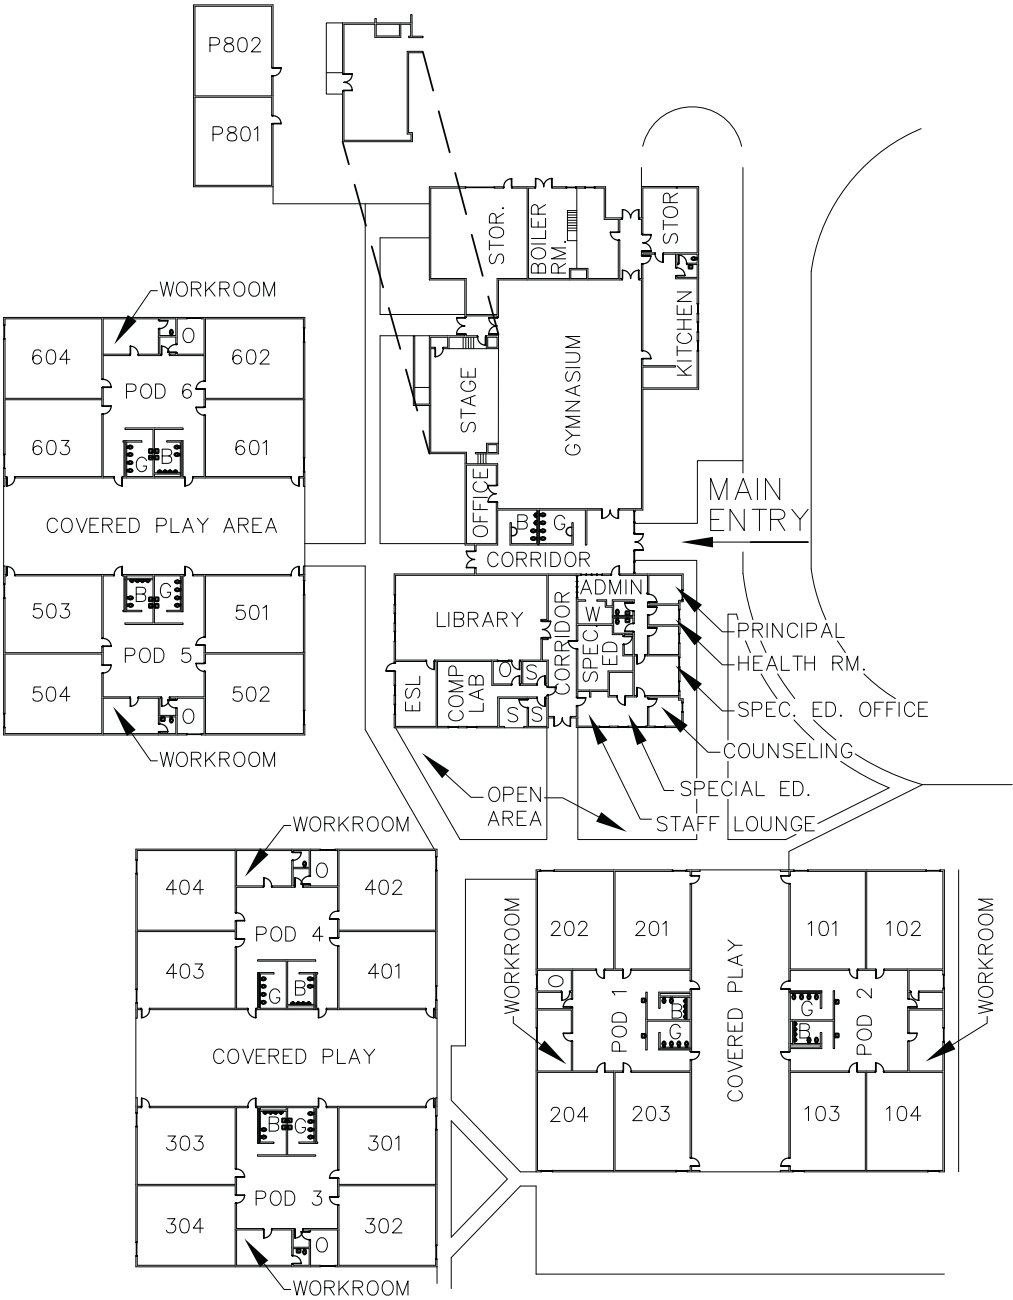 P802
P801
STOR.
BOILER
RM.
STOR
KITCHEN
GYMNASIUM
STAGE
OFFICE
B
G
CORRIDOR
MAIN
ENTRY
WORKROOM
O
604
602
POD 6
603
601
G
B
COVERED PLAY AREA
B
G
503
501
POD 5
504
502
O
WORKROOM
LIBRARY
CORRIDOR
ADMIN
W
SPEC.
ED
ESL
COMP
LAB
O
S
S
S
PRINCIPAL
HEALTH RM.
SPEC. ED. OFFICE
COUNSELING
SPECIAL ED.
STAFF LOUNGE
OPEN
AREA
WORKROOM
O
404
402
POD 4
403
401
G
B
COVERED PLAY
B
G
303
301
POD 3
304
302
O
WORKROOM
WORKROOM
202
201
O
POD 1
B
G
204
203
COVERED PLAY
101
102
G
B
POD 2
103
104
WORKROOM